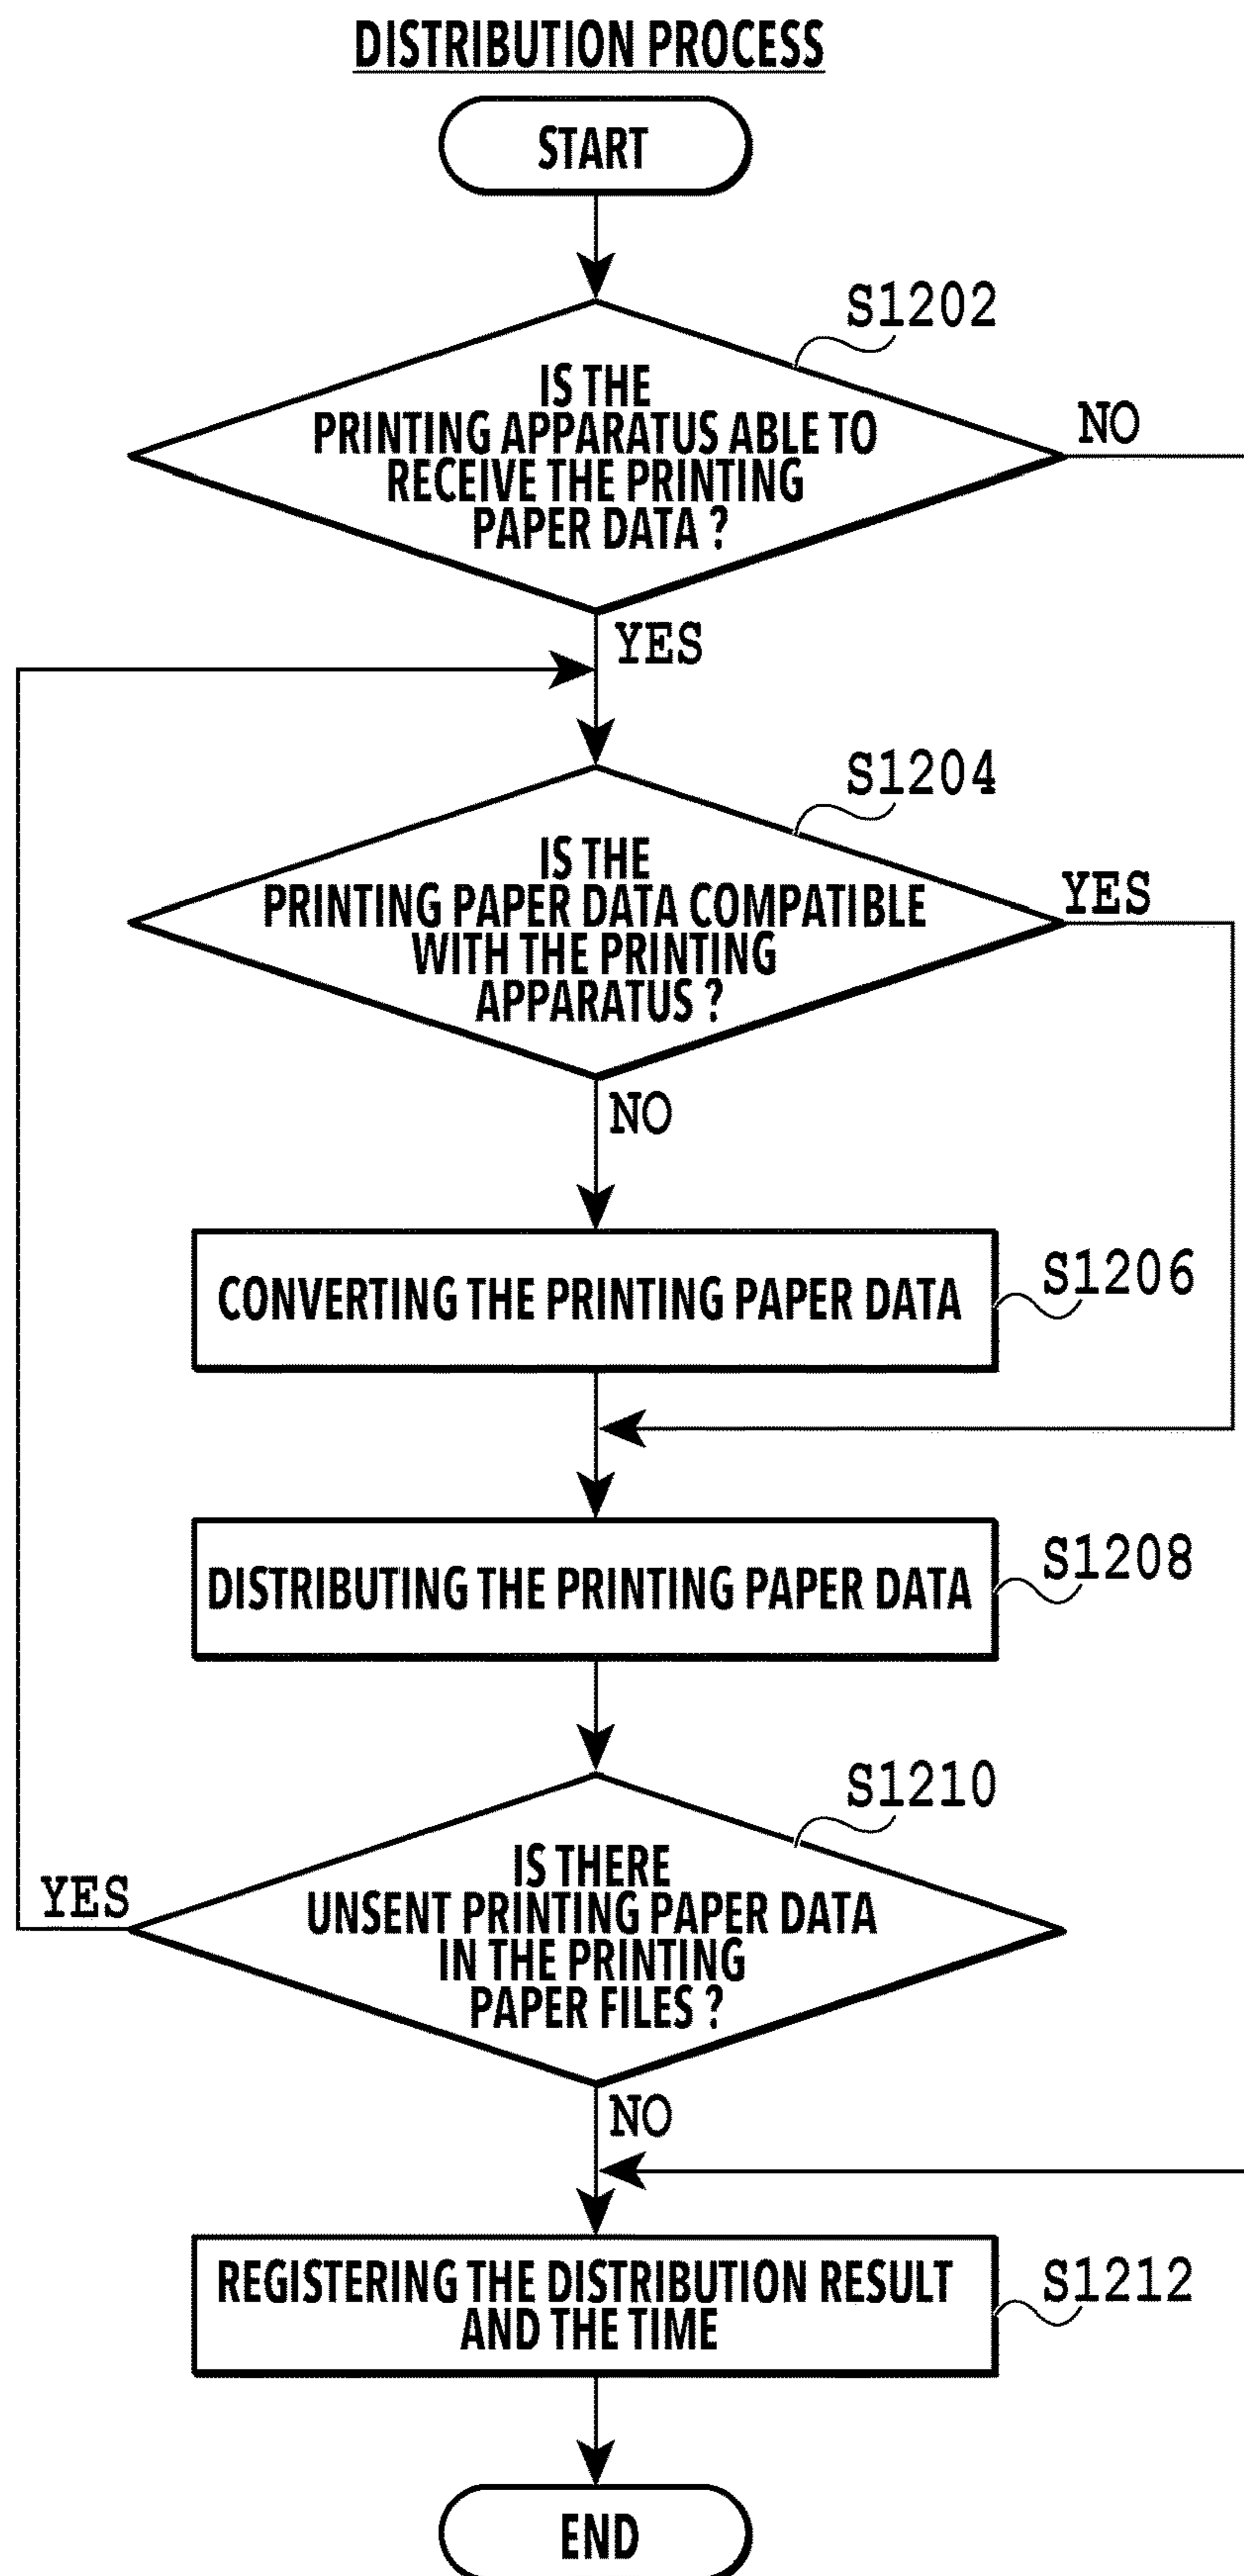 DISTRIBUTION PROCESS
START
S1202
IS THE
PRINTING APPARATUS ABLE TO
RECEIVE THE PRINTING
PAPER DATA ?
NO
YES
S1204
IS THE
PRINTING PAPER DATA COMPATIBLE
WITH THE PRINTING
APPARATUS ?
YES
NO
CONVERTING THE PRINTING PAPER DATA
S1206
DISTRIBUTING THE PRINTING PAPER DATA
S1208
S1210
IS THERE
UNSENT PRINTING PAPER DATA
IN THE PRINTING
PAPER FILES ?
YES
NO
REGISTERING THE DISTRIBUTION RESULT
AND THE TIME
S1212
END